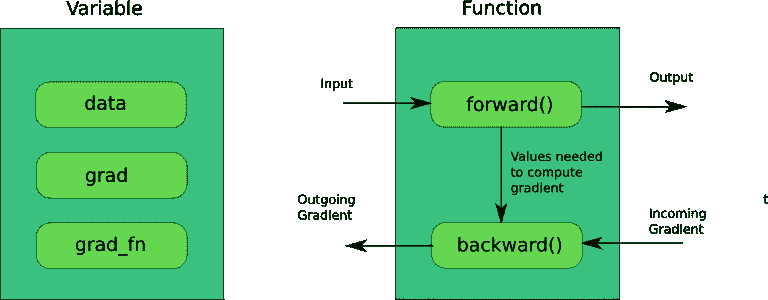 Variable
data
grad
grad_fn
Function
Input
forward()
Output
Values needed
to compute
gradient
Outgoing
Gradient
backward()
Incoming
Gradient
t